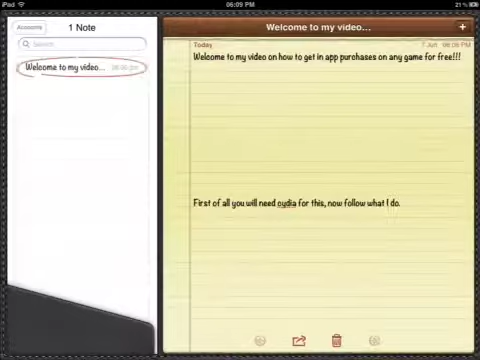 iPad 06:09 PM 21%
Accounts 1 Note Welcome to my video... +
Search
Today 7 Jun 06:08 PM
Welcome to my video... 06:08 pm
Welcome to my video on how to get in app purchases on any game for free!!!
First of all you will need cydia for this, now follow what I do.